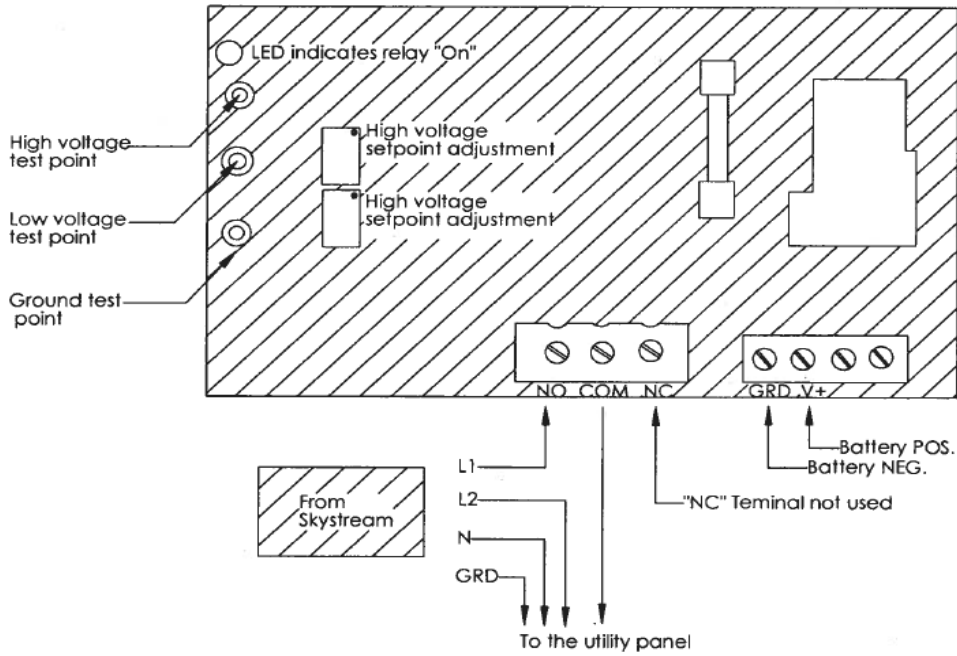 LED indicates relay "On"
High voltage
test point
High voltage
setpoint adjustment
Low voltage
test point
High voltage
setpoint adjustment
Ground test
point
NO COM NC
GRD V+
L1
Battery POS.
Battery NEG.
From
Skystream
L2
"NC" Teminal not used
N
GRD
To the utility panel